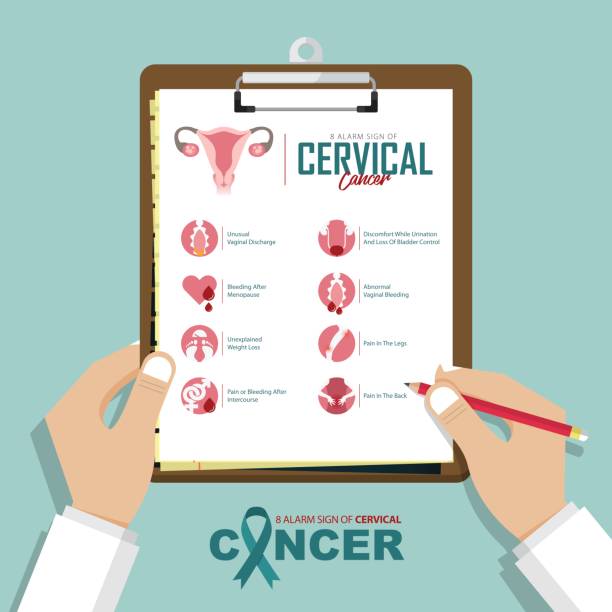 8 ALARM SIGN OF
CERVICAL
Cancer
Unusual
Vaginal Discharge
Discomfort While Urination
And Loss Of Bladder Control
Bleeding After
Menopause
Abnormal
Vaginal Bleeding
Unexplained
Weight Loss
Pain In The Legs
Pain or Bleeding After
Intercourse
Pain In The Back
8 ALARM SIGN OF CERVICAL
CANCER